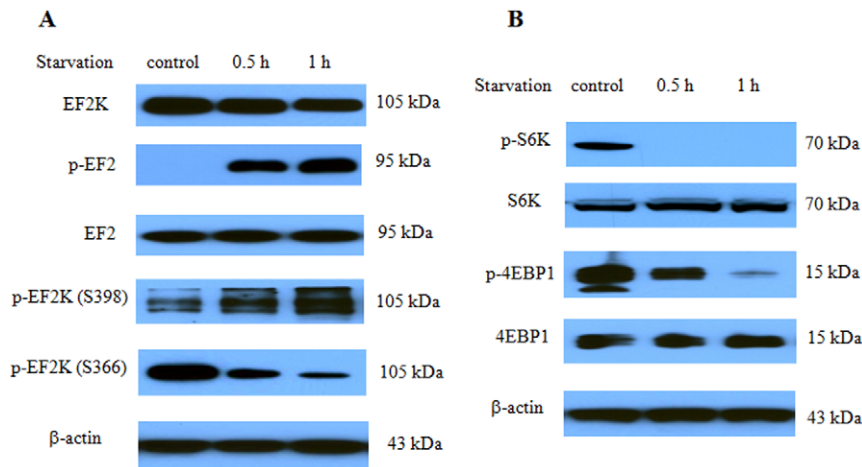 A
Starvation control 0.5 h 1 h
EF2K 105 kDa
p-EF2 95 kDa
EF2 95 kDa
p-EF2K (S398) 105 kDa
p-EF2K (S366) 105 kDa
β-actin 43 kDa
B
Starvation control 0.5 h 1 h
p-S6K 70 kDa
S6K 70 kDa
p-4EBP1 15 kDa
4EBP1 15 kDa
β-actin 43 kDa